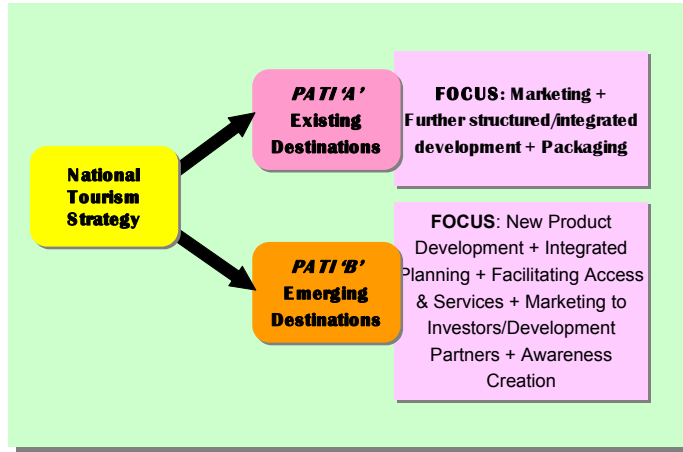 National
Tourism
Strategy
PATI 'A'
Existing
Destinations
FOCUS: Marketing +
Further structured/integrated
development + Packaging
PATI 'B'
Emerging
Destinations
FOCUS: New Product
Development + Integrated
Planning + Facilitating Access
& Services + Marketing to
Investors/Development
Partners + Awareness
Creation